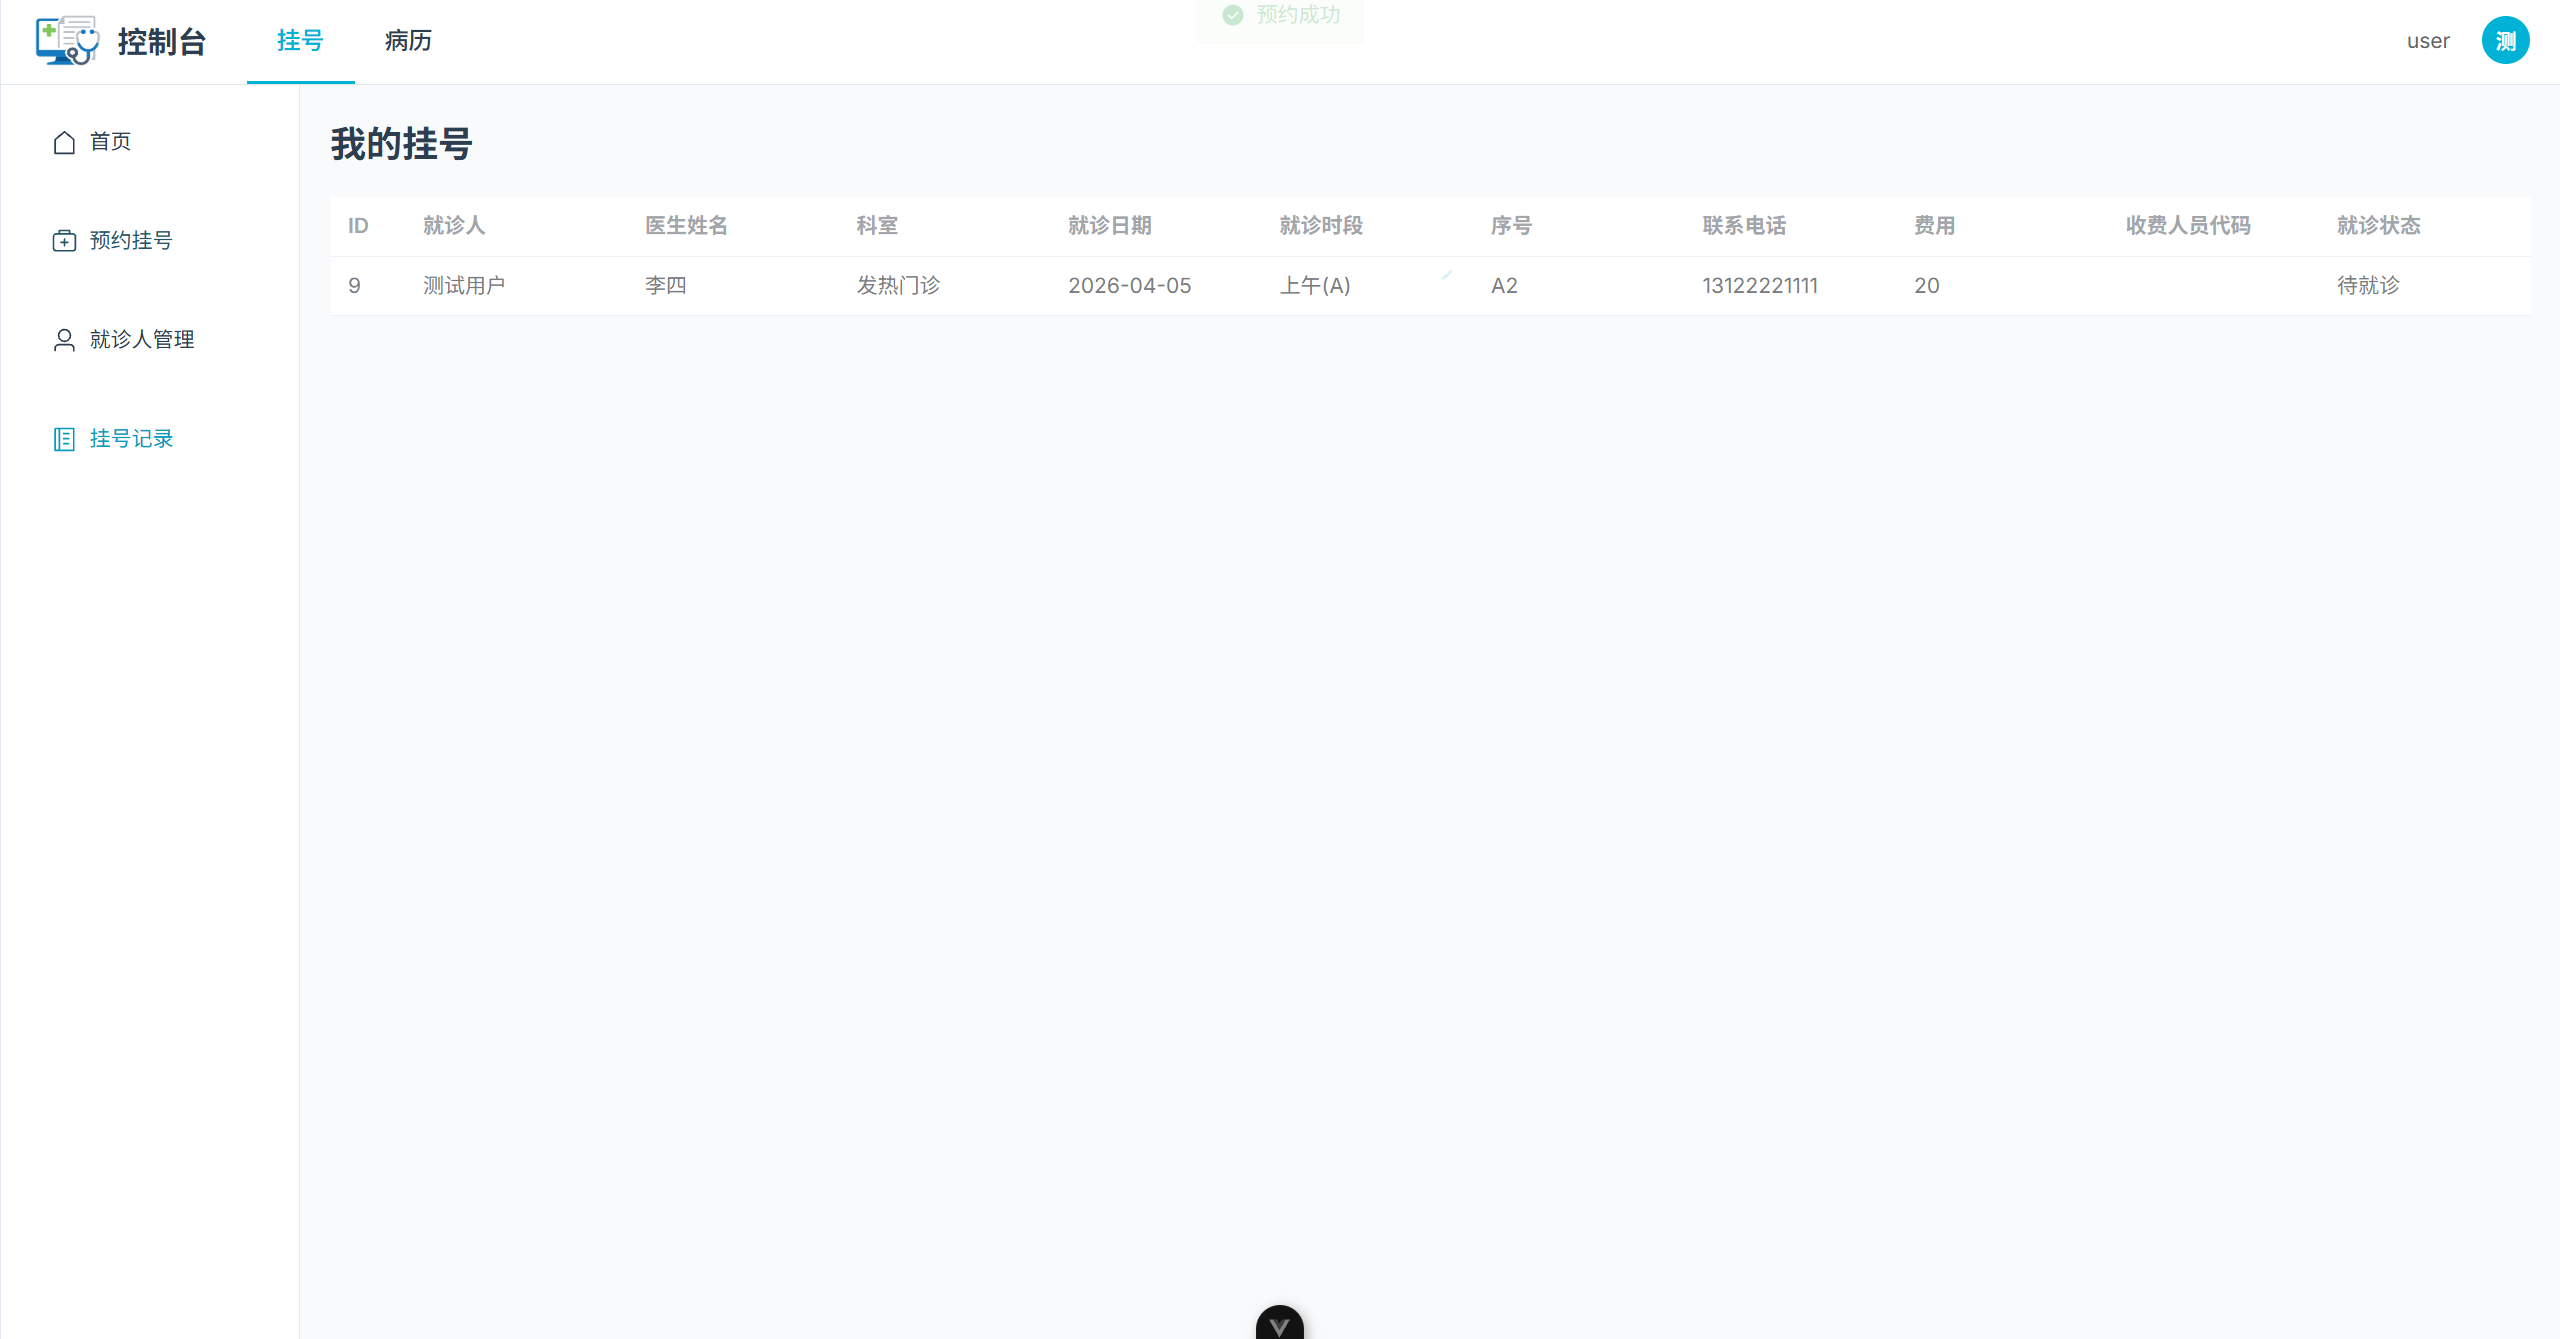 控制台
挂号
病历
预约成功
user
测
首页
预约挂号
就诊人管理
挂号记录
我的挂号
ID 就诊人 医生姓名 科室 就诊日期 就诊时段 序号 联系电话 费用 收费人员代码 就诊状态
9 测试用户 李四 发热门诊 2026-04-05 上午(A) A2 13122221111 20 待就诊